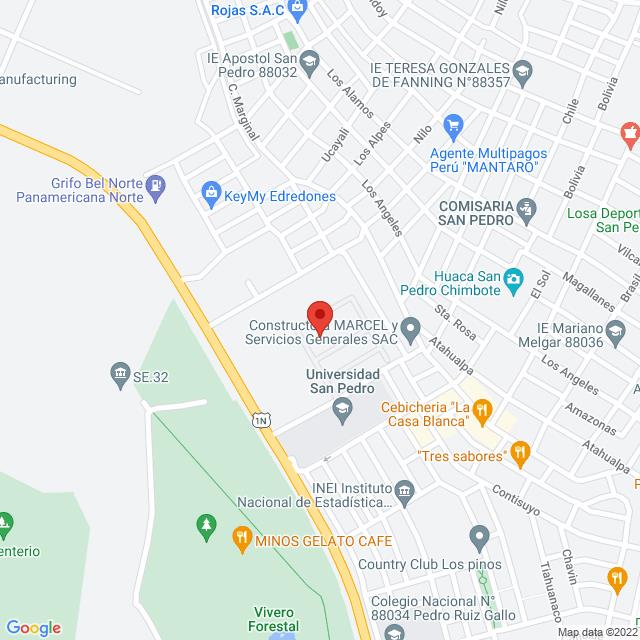 Rojas S.A.C
IE Apostol San
Pedro 88032
IE TERESA GONZALES
DE FANNING N°88357
anufacturing
C. Marginal
Los Alamos
Ucayali
Los Alpes
Nilo
Nilo
doy
Chile
Bolivia
Agente Multipagos
Perú "MANTARO"
Grifo Bel Norte
Panamericana Norte
KeyMy Edredones
Los Angeles
COMISARIA
SAN PEDRO
Bolivia
Losa Deport
San Pe
Vilca
Brasil
Huaca San
Pedro Chimbote
El Sol
Magallanes
Sta. Rosa
Constructora MARCEL y
Servicios Generales SAC
IE Mariano
Melgar 88036
Atahualpa
Los Angeles
SE.32
Universidad
San Pedro
1N
Cebicheria "La
Casa Blanca"
Amazonas
Atahualpa
"Tres sabores"
INEI Instituto
Nacional de Estadística...
Contisuyo
enterio
MINOS GELATO CAFE
Country Club Los pinos
Chavín
Tiahuanaco
Colegio Nacional N°
88034 Pedro Ruiz Gallo
Vivero
Forestal
Google
Map data ©2022